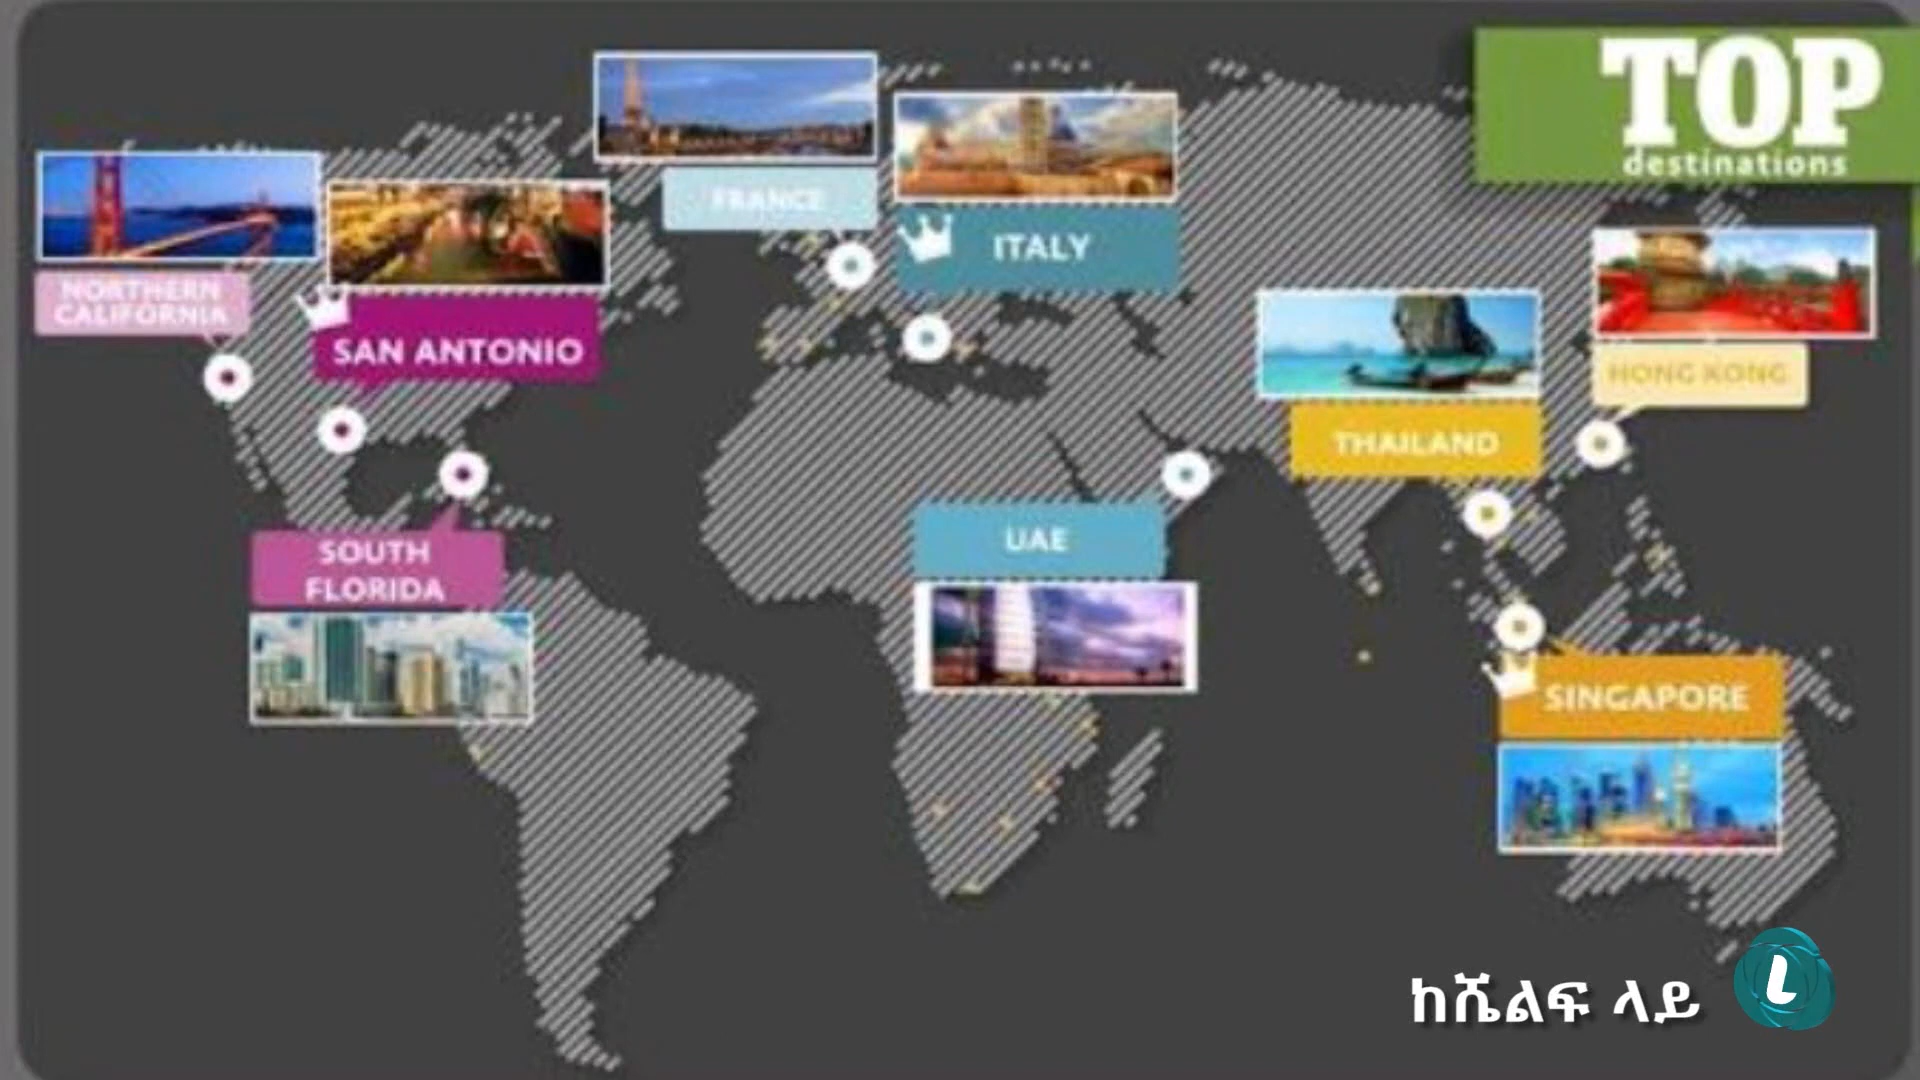 TOP
destinations
FRANCE
ITALY
NORTHERN
CALIFORNIA
SAN ANTONIO
HONG KONG
THAILAND
SOUTH
FLORIDA
UAE
SINGAPORE
ከሼልፍ ላይ
L